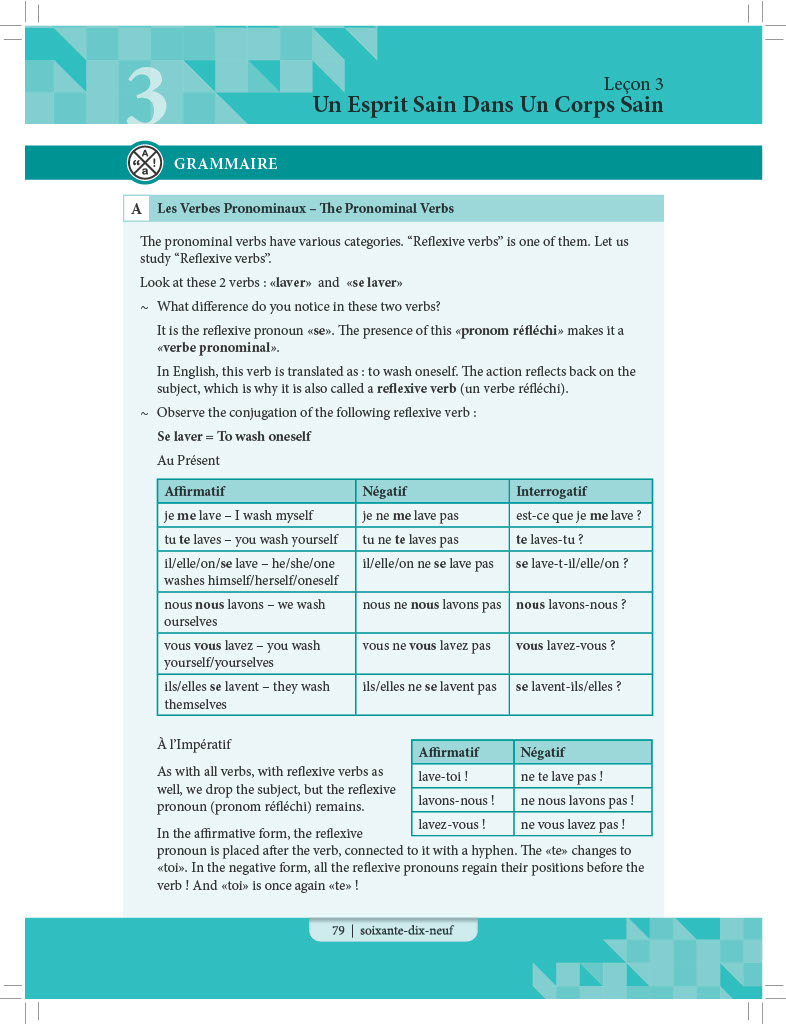 3
Leçon 3
Un Esprit Sain Dans Un Corps Sain
GRAMMAIRE
A Les Verbes Pronominaux – The Pronominal Verbs
The pronominal verbs have various categories. “Reflexive verbs” is one of them. Let us
study “Reflexive verbs”.
Look at these 2 verbs : «laver» and «se laver»
~ What difference do you notice in these two verbs?
It is the reflexive pronoun «se». The presence of this «pronom réfléchi» makes it a
«verbe pronominal».
In English, this verb is translated as : to wash oneself. The action reflects back on the
subject, which is why it is also called a reflexive verb (un verbe réfléchi).
~ Observe the conjugation of the following reflexive verb :
Se laver = To wash oneself
Au Présent
Affirmatif Négatif Interrogatif
je me lave – I wash myself je ne me lave pas est-ce que je me lave ?
tu te laves – you wash yourself tu ne te laves pas te laves-tu ?
il/elle/on/se lave – he/she/one il/elle/on ne se lave pas se lave-t-il/elle/on ?
washes himself/herself/oneself
nous nous lavons – we wash nous ne nous lavons pas nous lavons-nous ?
ourselves
vous vous lavez – you wash vous ne vous lavez pas vous lavez-vous ?
yourself/yourselves
ils/elles se lavent – they wash ils/elles ne se lavent pas se lavent-ils/elles ?
themselves
À l’Impératif
As with all verbs, with reflexive verbs as
well, we drop the subject, but the reflexive
pronoun (pronom réfléchi) remains.
Affirmatif Négatif
lave-toi ! ne te lave pas !
lavons-nous ! ne nous lavons pas !
lavez-vous ! ne vous lavez pas !
In the affirmative form, the reflexive
pronoun is placed after the verb, connected to it with a hyphen. The «te» changes to
«toi». In the negative form, all the reflexive pronouns regain their positions before the
verb ! And «toi» is once again «te» !
79 | soixante-dix-neuf